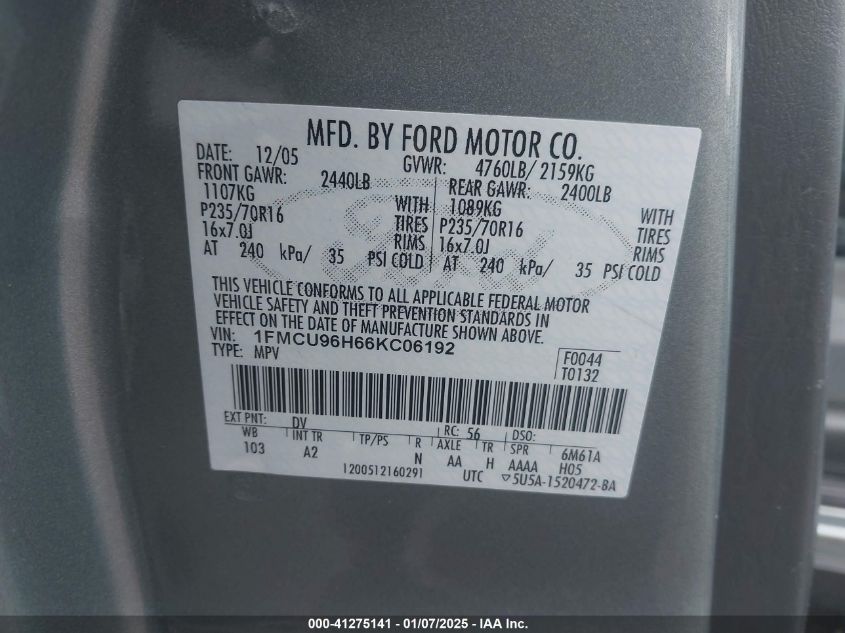 MFD. BY FORD MOTOR CO.
DATE: 12/05 GVWR: 4760LB/ 2159KG
FRONT GAWR: 2440LB REAR GAWR: 2400LB
1107KG WITH 1089KG WITH
P235/70R16 TIRES P235/70R16 TIRES
16x7.0J RIMS 16x7.0J RIMS
AT 240 kPa/ 35 PSI COLD AT 240 kPa/ 35 PSI COLD
THIS VEHICLE CONFORMS TO ALL APPLICABLE FEDERAL MOTOR
VEHICLE SAFETY AND THEFT PREVENTION STANDARDS IN
EFFECT ON THE DATE OF MANUFACTURE SHOWN ABOVE.
VIN: 1FMCU96H66KC06192
TYPE: MPV F0044
T0132
EXT PNT: DV RC: 56 DSO:
WB INT TR TP/PS R AXLE TR SPR 6M61A
103 A2 N AA H AAAA H05
1200512160291 UTC ▽5U5A-1520472-BA
000-41275141 - 01/07/2025 - IAA Inc.